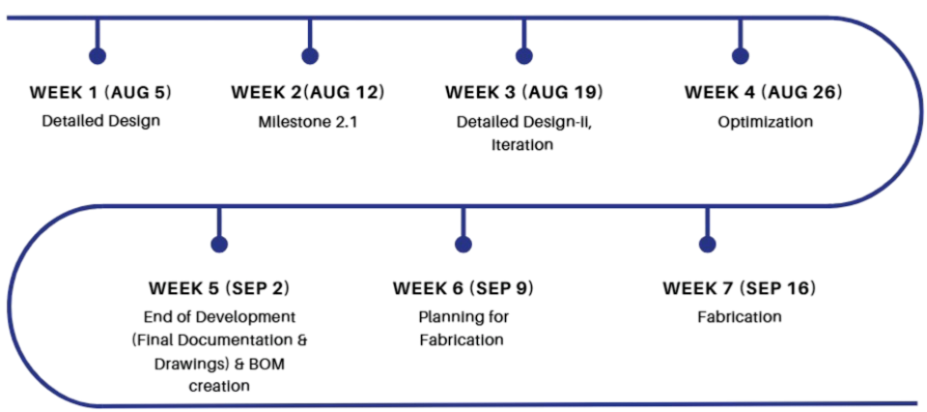 WEEK 1 (AUG 5)
Detailed Design
WEEK 2(AUG 12)
Milestone 2.1
WEEK 3 (AUG 19)
Detailed Design-II,
Iteration
WEEK 4 (AUG 26)
Optimization
WEEK 5 (SEP 2)
End of Development
(Final Documentation &
Drawings) & BOM
creation
WEEK 6 (SEP 9)
Planning for
Fabrication
WEEK 7 (SEP 16)
Fabrication